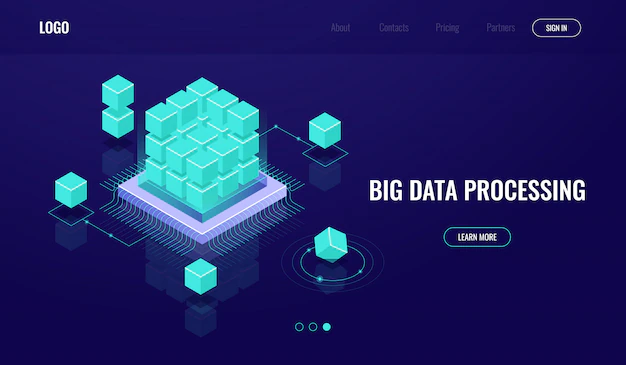 LOGO
About Contacts Pricing Partners SIGN IN
BIG DATA PROCESSING
LEARN MORE